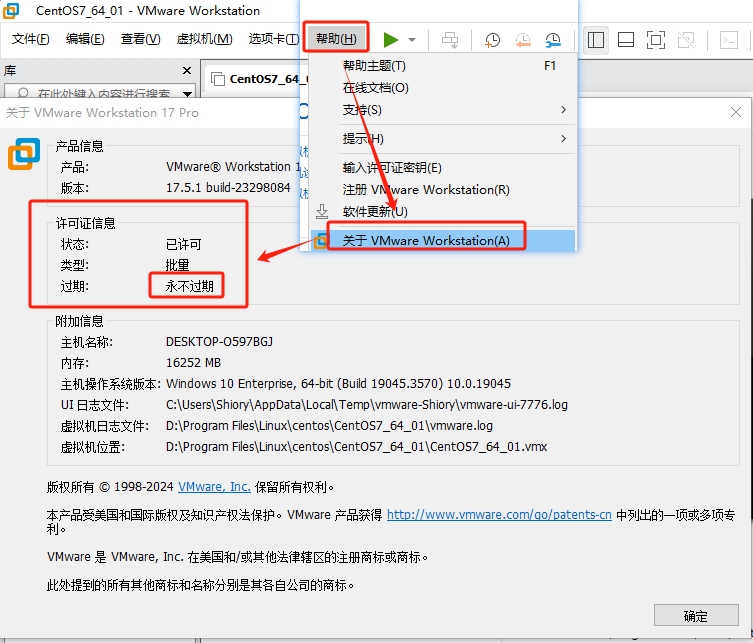 CentOS7_64_01 - VMware Workstation
文件(F) 编辑(E) 查看(V) 虚拟机(M) 选项卡(T) 帮助(H)
库
在此处键入内容进行搜索
CentOS7_64_
帮助主题(T) F1
在线文档(O)
支持(S)
提示(H)
输入许可证密钥(E)
注册 VMware Workstation(R)
软件更新(U)
关于 VMware Workstation(A)
关于 VMware Workstation 17 Pro
产品信息
产品: VMware® Workstation 1
版本: 17.5.1 build-23298084
许可证信息
状态: 已许可
类型: 批量
过期: 永不过期
附加信息
主机名称: DESKTOP-O597BGJ
内存: 16252 MB
主机操作系统版本: Windows 10 Enterprise, 64-bit (Build 19045.3570) 10.0.19045
UI 日志文件: C:\Users\Shiory\AppData\Local\Temp\vmware-Shiory\vmware-ui-7776.log
虚拟机日志文件: D:\Program Files\Linux\centos\CentOS7_64_01\vmware.log
虚拟机位置: D:\Program Files\Linux\centos\CentOS7_64_01\CentOS7_64_01.vmx
版权所有 © 1998-2024 VMware, Inc. 保留所有权利。
本产品受美国和国际版权及知识产权法保护。VMware 产品获得 http://www.vmware.com/go/patents-cn 中列出的一项或多项专
利。
VMware 是 VMware, Inc. 在美国和/或其他法律辖区的注册商标或商标。
此处提到的所有其他商标和名称分别是其各自公司的商标。
确定